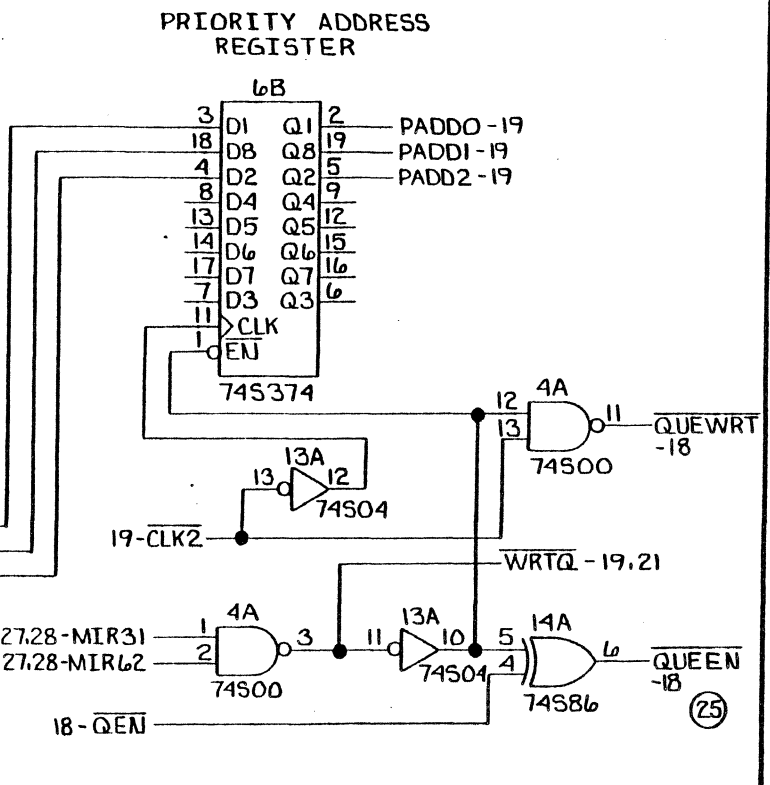 PRIORITY ADDRESS
REGISTER
6B
3 D1 Q1 2 PADD0-19
18 D8 Q8 19 PADD1-19
4 D2 Q2 5 PADD2-19
8 D4 Q4 9
13 D5 Q5 12
14 D6 Q6 15
17 D7 Q7 16
7 D3 Q3 6
11 CLK
1 EN
74S374
4A
12 11 QUEWRT
13 -18
74S00
13A
13 12
74S04
19-CLK2
WRTQ-19,21
4A 13A 14A
27,28-MIR31 1 3 11 10 5 6 QUEEN
27,28-MIR62 2 4 -18
74S00 74S04 74S86
18-QEN
25